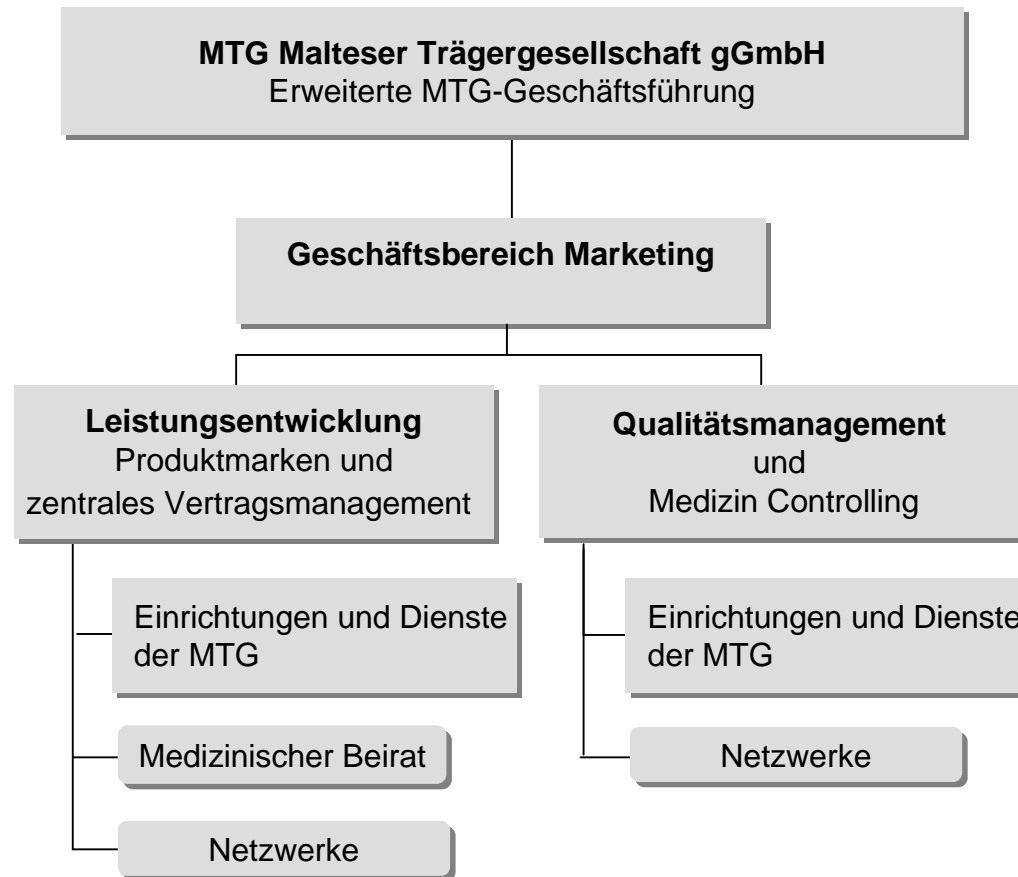 MTG Malteser Trägergesellschaft gGmbH
Erweiterte MTG-Geschäftsführung
Geschäftsbereich Marketing
Leistungsentwicklung
Produktmarken und
zentrales Vertragsmanagement
Qualitätsmanagement
und
Medizin Controlling
Einrichtungen und Dienste
der MTG
Medizinischer Beirat
Netzwerke
Einrichtungen und Dienste
der MTG
Netzwerke